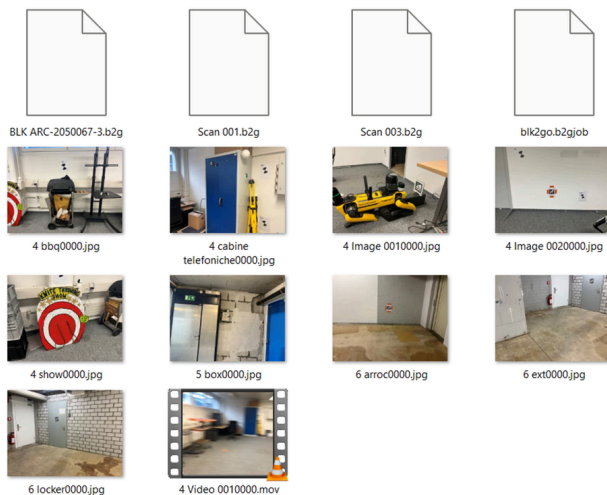 BLK ARC-2050067-3.b2g
Scan 001.b2g
Scan 003.b2g
blk2go.b2gjob
4 bbq0000.jpg
4 cabine
telefoniche0000.jpg
4 Image 0010000.jpg
4 Image 0020000.jpg
4 show0000.jpg
5 box0000.jpg
6 arroc0000.jpg
6 ext0000.jpg
6 locker0000.jpg
4 Video 0010000.mov